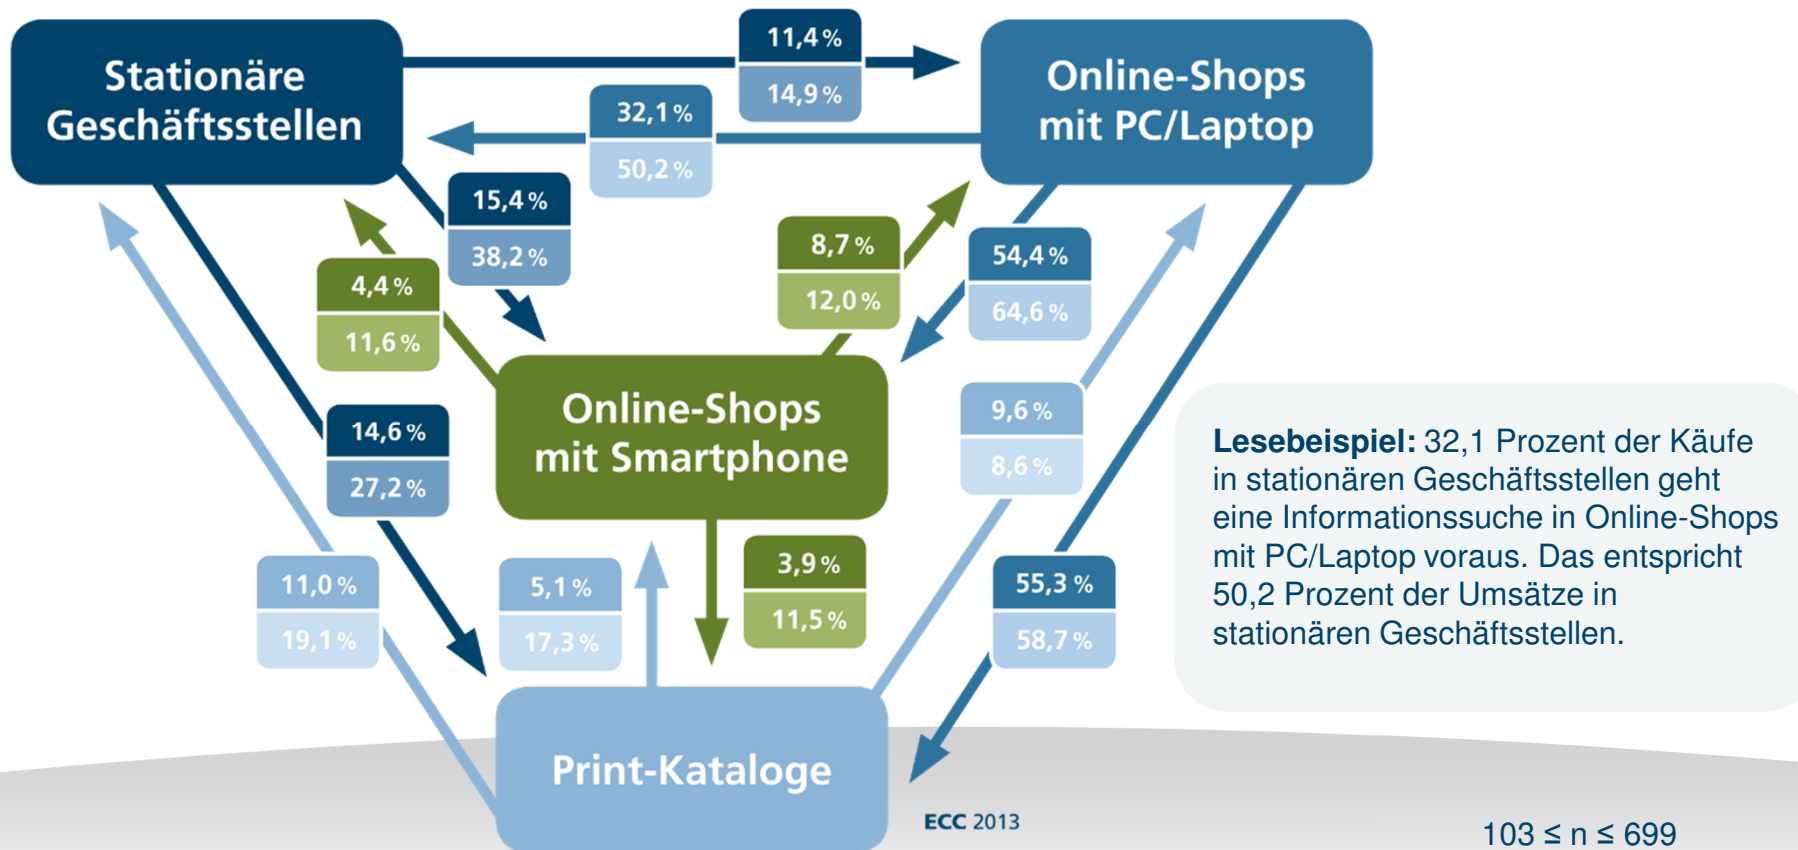 Stationäre
Geschäftsstellen
11,4 %
14,9 %
Online-Shops
mit PC/Laptop
32,1 %
50,2 %
15,4 %
38,2 %
4,4 %
11,6 %
8,7 %
12,0 %
54,4 %
64,6 %
Online-Shops
mit Smartphone
14,6 %
27,2 %
9,6 %
8,6 %
Lesebeispiel: 32,1 Prozent der Käufe
in stationären Geschäftsstellen geht
eine Informationssuche in Online-Shops
mit PC/Laptop voraus. Das entspricht
50,2 Prozent der Umsätze in
stationären Geschäftsstellen.
11,0 %
19,1 %
5,1 %
17,3 %
3,9 %
11,5 %
55,3 %
58,7 %
Print-Kataloge
ECC 2013
103 ≤ n ≤ 699